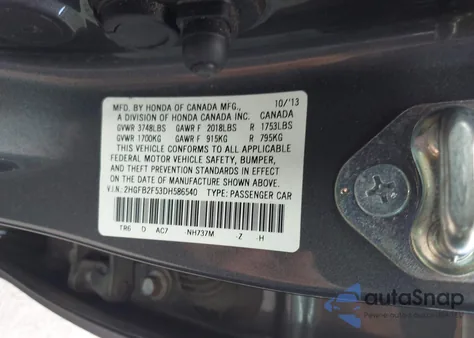 MFD. BY HONDA OF CANADA MFG., 10/'13
A DIVISION OF HONDA CANADA INC. CANADA
GVWR 3748LBS GAWR F 2018LBS R 1753LBS
GVWR 1700KG GAWR F 915KG R 795KG
THIS VEHICLE CONFORMS TO ALL APPLICABLE
FEDERAL MOTOR VEHICLE SAFETY, BUMPER,
AND THEFT PREVENTION STANDARDS IN EFFECT
ON THE DATE OF MANUFACTURE SHOWN ABOVE.
V.I.N: 2HGFB2F53DH586540 TYPE: PASSENGER CAR
TR6 D AC7 -NH737M -Z -H
autoSnap